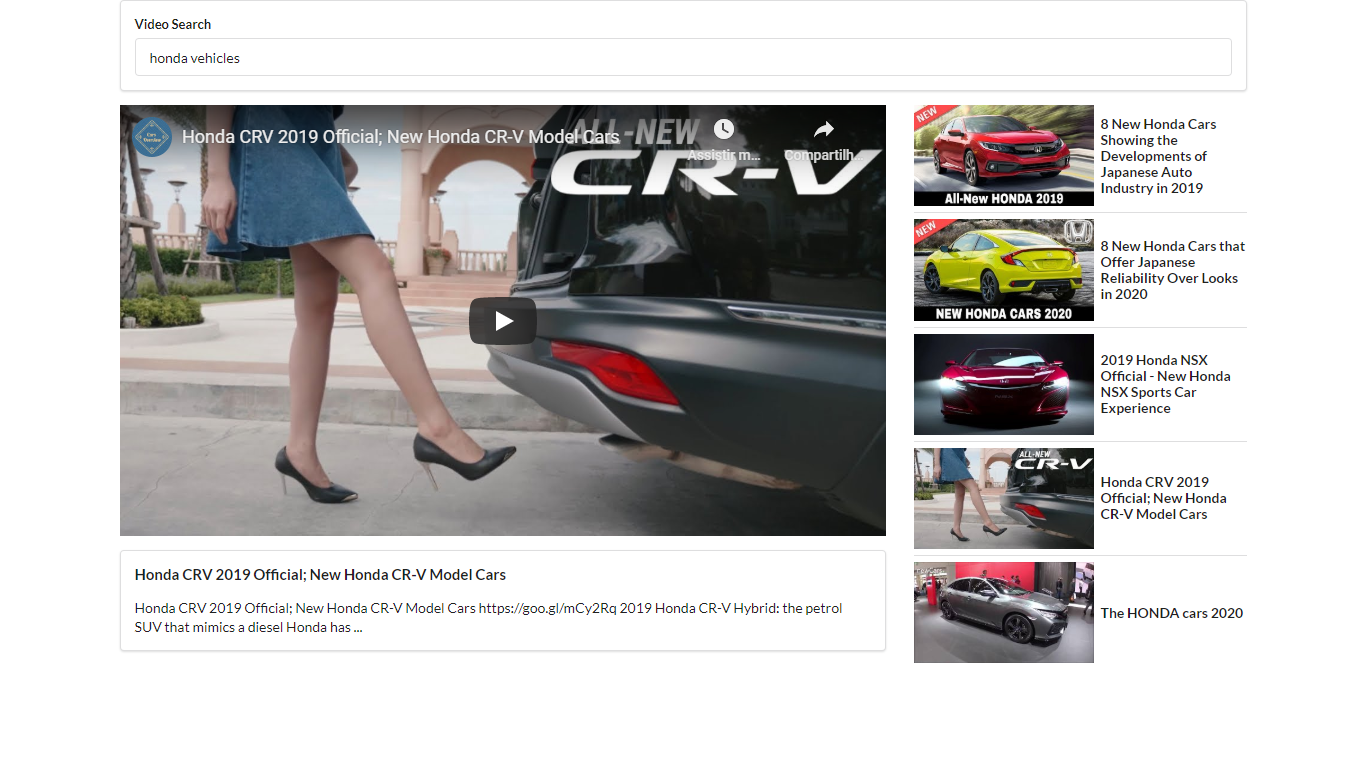 Video Search
honda vehicles
Honda CRV 2019 Official; New Honda CR-V Model Cars
ALL-NEW
CR-V
Assistir m...
Compartilh...
Honda CRV 2019 Official; New Honda CR-V Model Cars
Honda CRV 2019 Official; New Honda CR-V Model Cars https://goo.gl/mCy2Rq 2019 Honda CR-V Hybrid: the petrol
SUV that mimics a diesel Honda has ...
NEW
All-New HONDA 2019
8 New Honda Cars
Showing the
Developments of
Japanese Auto
Industry in 2019
NEW
NEW HONDA CARS 2020
8 New Honda Cars that
Offer Japanese
Reliability Over Looks
in 2020
2019 Honda NSX
Official - New Honda
NSX Sports Car
Experience
ALL-NEW
CR-V
Honda CRV 2019
Official; New Honda
CR-V Model Cars
The HONDA cars 2020